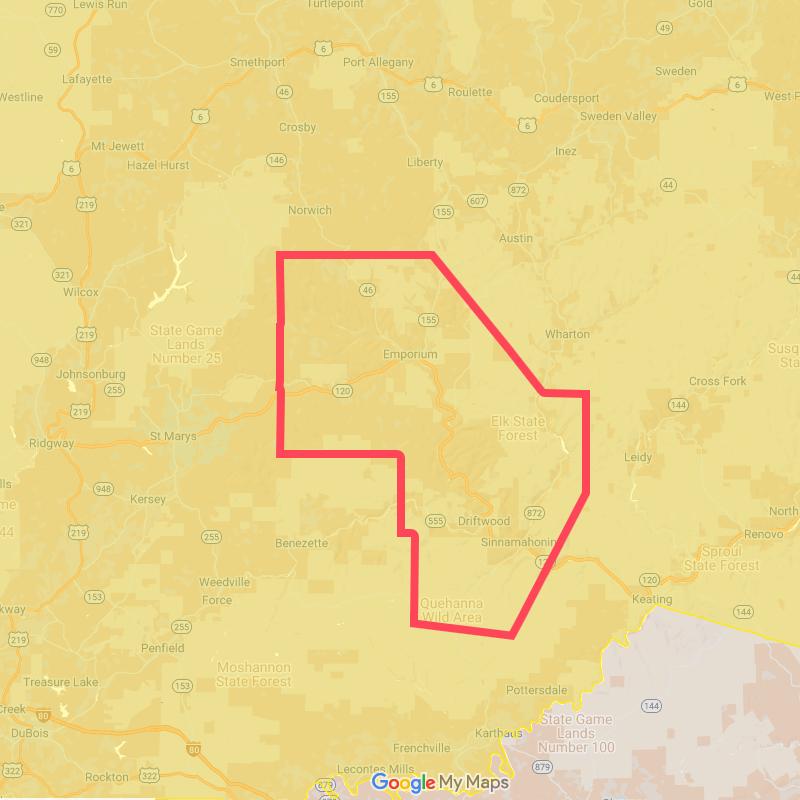 770
Lewis Run
Turtlepoint
Gold
49
59
6
Smethport
Port Allegany
Sweden
Lafayette
46
6
Roulette
6
Westline
155
Coudersport
West
6
6
Sweden Valley
Crosby
Mt Jewett
Hazel Hurst
146
Liberty
Inez
6
872
44
219
607
Norwich
155
321
Austin
321
46
Wilcox
155
State Game
Lands
Number 25
219
Wharton
Susq
Sta
948
Emporium
Johnsonburg
255
120
Cross Fork
219
144
Elk State
Forest
Ridgway
St Marys
Leidy
948
Kersey
555
872
North
Driftwood
44
219
255
Benezette
Sinnamahonin
Renovo
120
Sproul
State Forest
Weedville
120
Force
153
Keating
Quehanna
Wild Area
kway
144
219
255
Penfield
Moshannon
State Forest
Treasure Lake
153
Pottersdale
144
Creek
80
State Game
Lands
Number 100
DuBois
Karthaus
80
Frenchville
322
Rockton
322
Lecontes Mills
879
879
Google My Maps